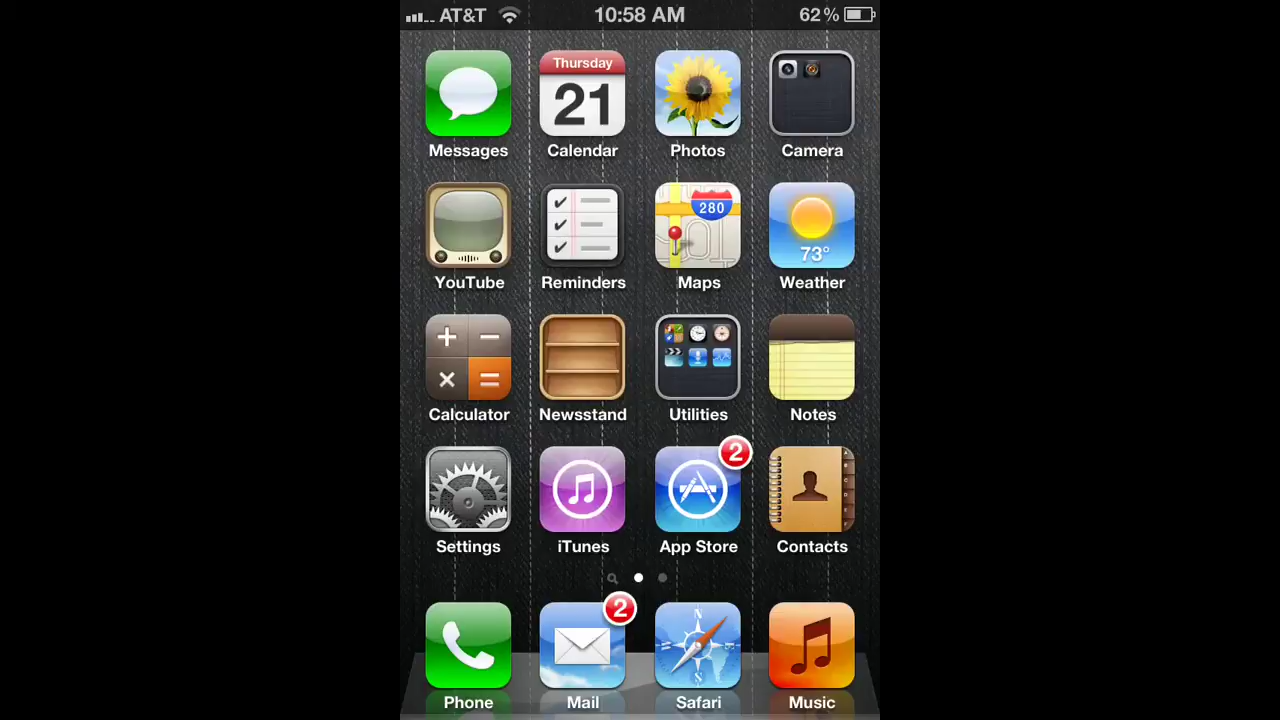 AT&T 10:58 AM 62%
Thursday
21
Messages Calendar Photos Camera
280
73°
YouTube Reminders Maps Weather
Calculator Newsstand Utilities Notes
2
Settings iTunes App Store Contacts
2
N
S
Phone Mail Safari Music